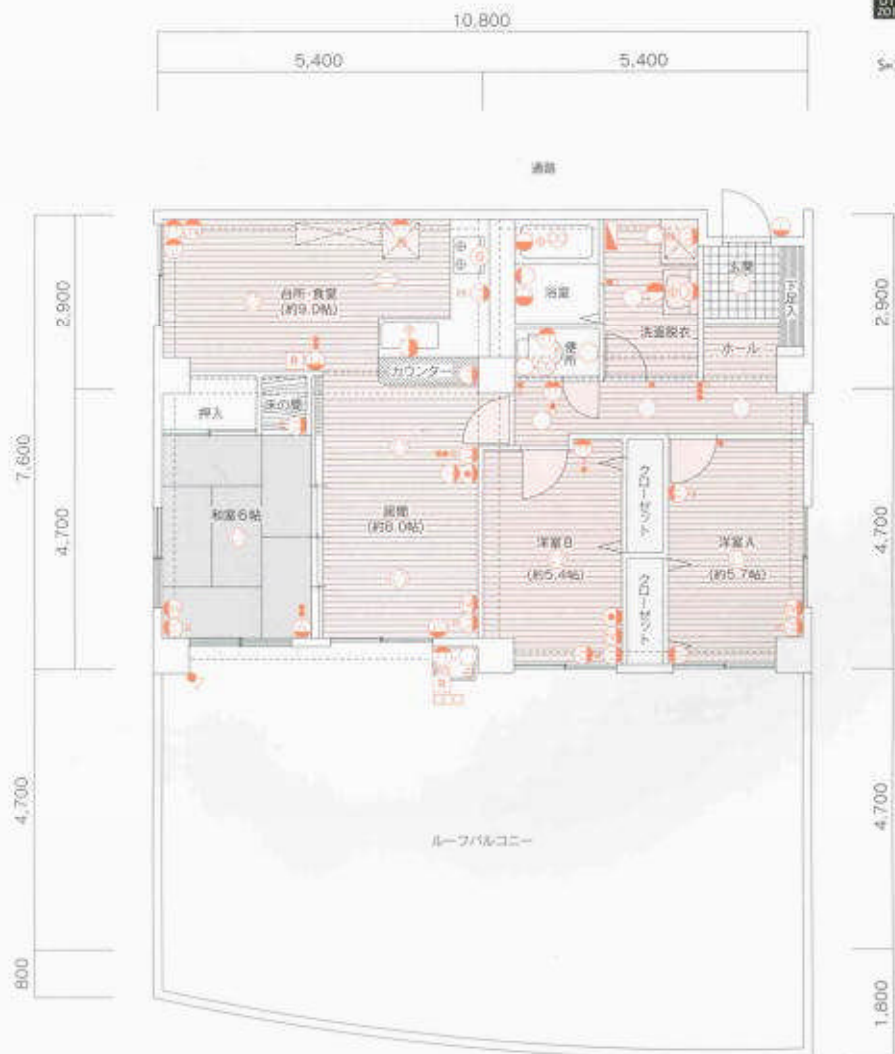 10,800
5,400
5,400
通路
2,900
7,600
4,700
4,700
800
2,900
4,700
4,700
1,800
台所・食室
(約9.0帖)
浴室
便所
洗面脱衣
玄関
下足入
ホール
カウンター
押入
床の間
和室6帖
居間
(約8.0帖)
洋室B
(約5.4帖)
クローゼット
クローゼット
洋室A
(約5.7帖)
ルーフバルコニー